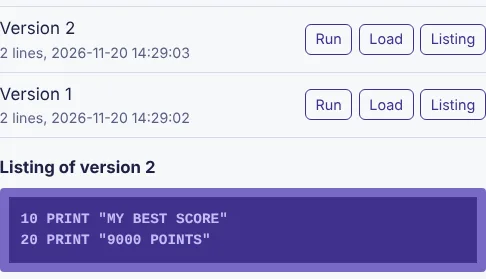 Version 2
Run Load Listing
2 lines, 2026-11-20 14:29:03
Version 1
Run Load Listing
2 lines, 2026-11-20 14:29:02
Listing of version 2
10 PRINT "MY BEST SCORE"
20 PRINT "9000 POINTS"